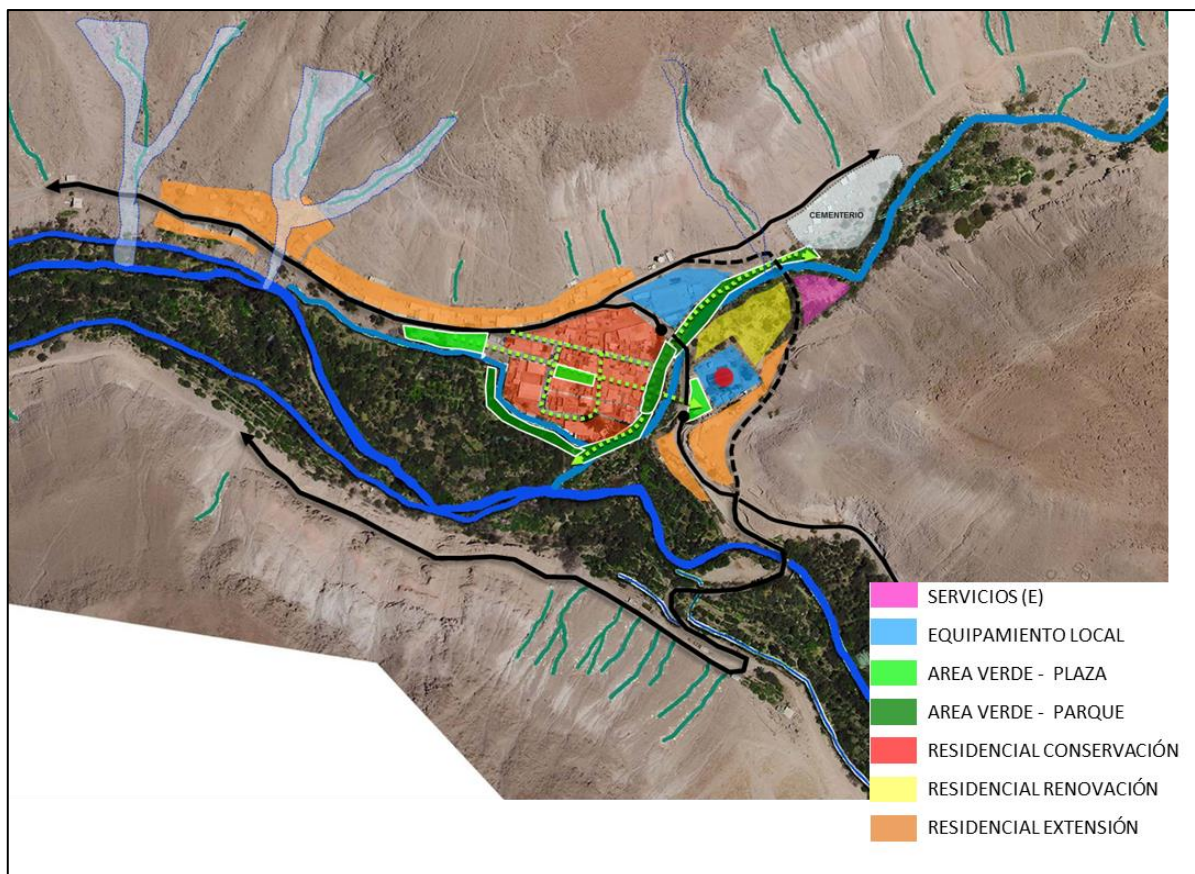 CEMENTERIO
SERVICIOS (E)
EQUIPAMIENTO LOCAL
AREA VERDE - PLAZA
AREA VERDE - PARQUE
RESIDENCIAL CONSERVACIÓN
RESIDENCIAL RENOVACIÓN
RESIDENCIAL EXTENSIÓN